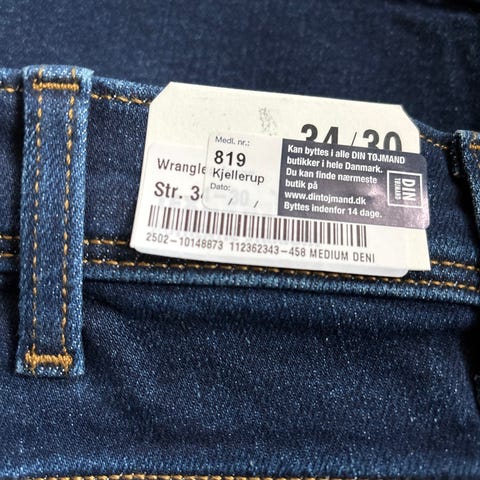 34/30
Medl. nr.:
819
Kjellerup
Dato:
/ /
Kan byttes i alle DIN TØJMAND
butikker i hele Danmark.
Du kan finde nærmeste
butik på
www.dintojmand.dk
Byttes indenfor 14 dage.
DIN
TØJMAND
Wrangle
Str. 3
2502-10148873 112362343-458 MEDIUM DENI